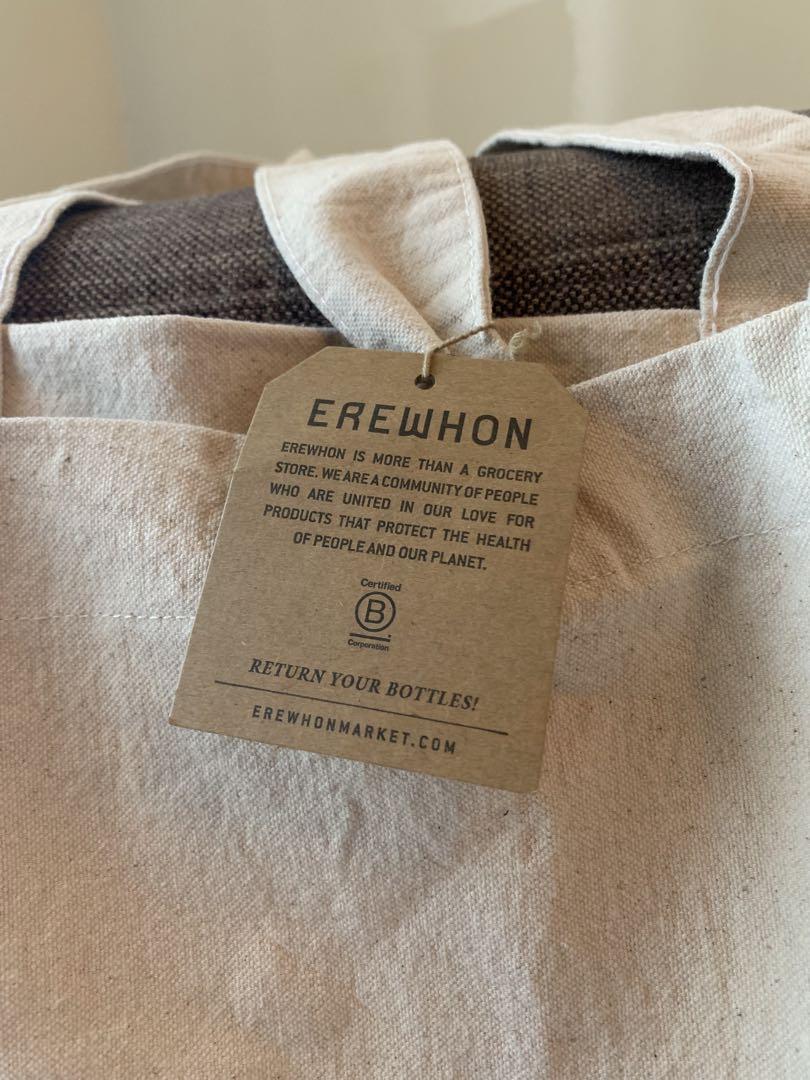 EREWHON
EREWHON IS MORE THAN A GROCERY
STORE. WE ARE A COMMUNITY OF PEOPLE
WHO ARE UNITED IN OUR LOVE FOR
PRODUCTS THAT PROTECT THE HEALTH
OF PEOPLE AND OUR PLANET.
Certified
B
Corporation
RETURN YOUR BOTTLES!
EREWHONMARKET.COM